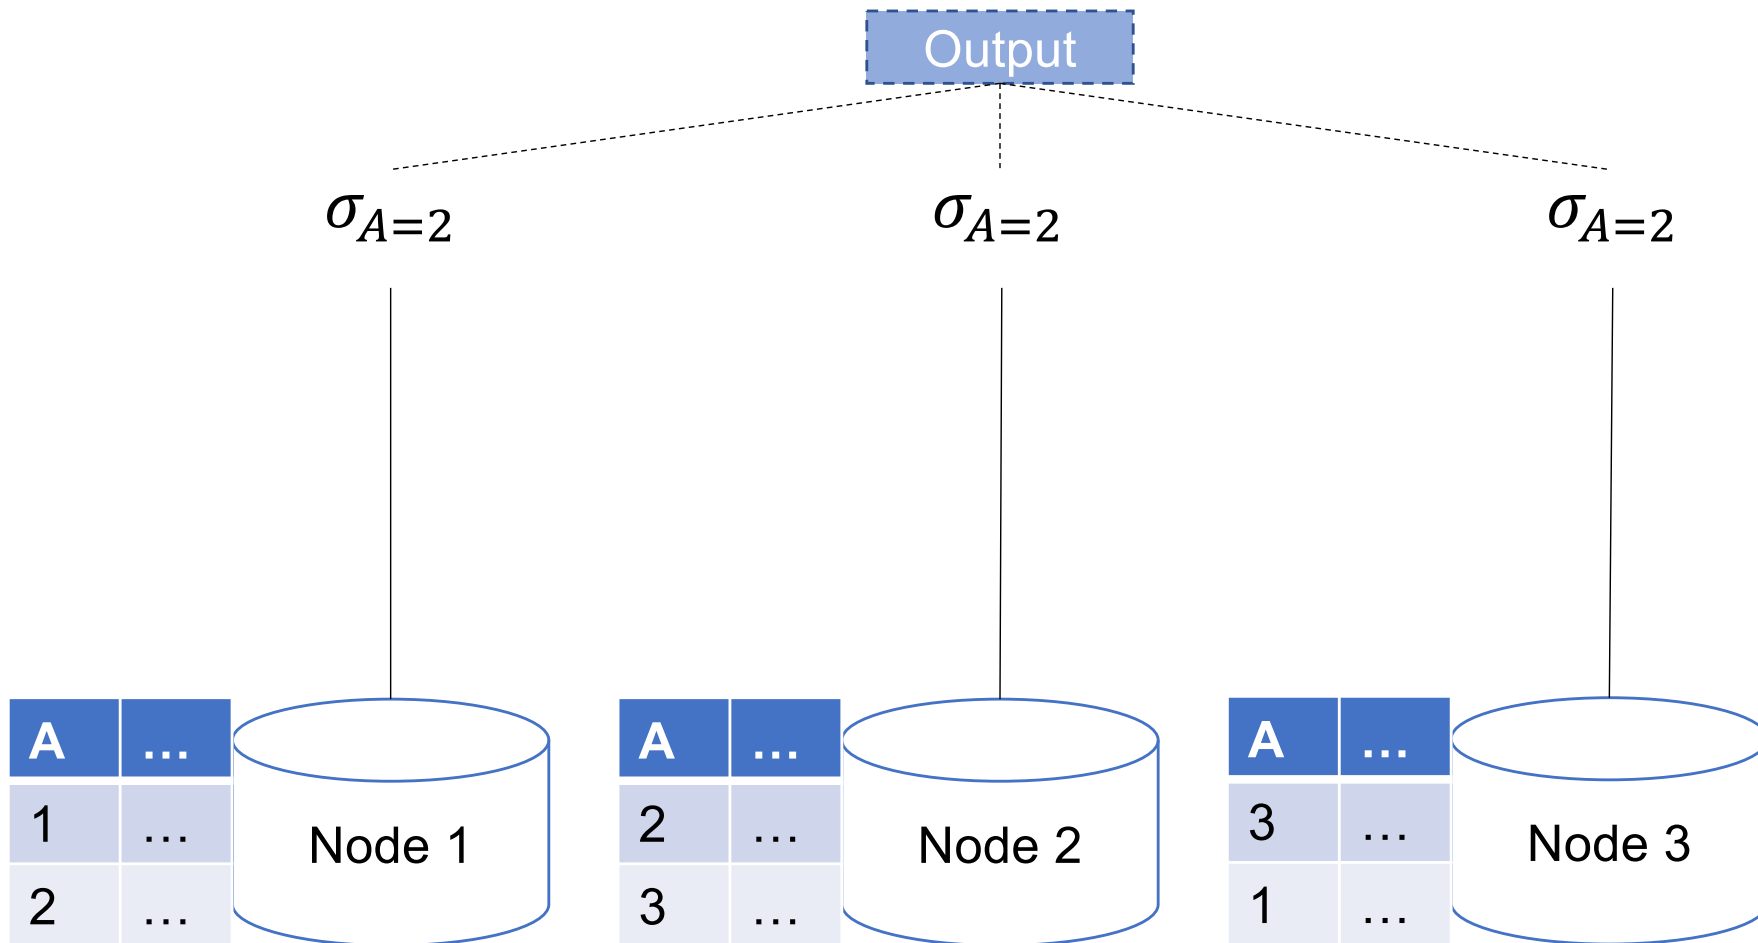 Output
σA=2 σA=2 σA=2
A … A … A …
1 … Node 1 2 … Node 2 3 … Node 3
2 … 3 … 1 …